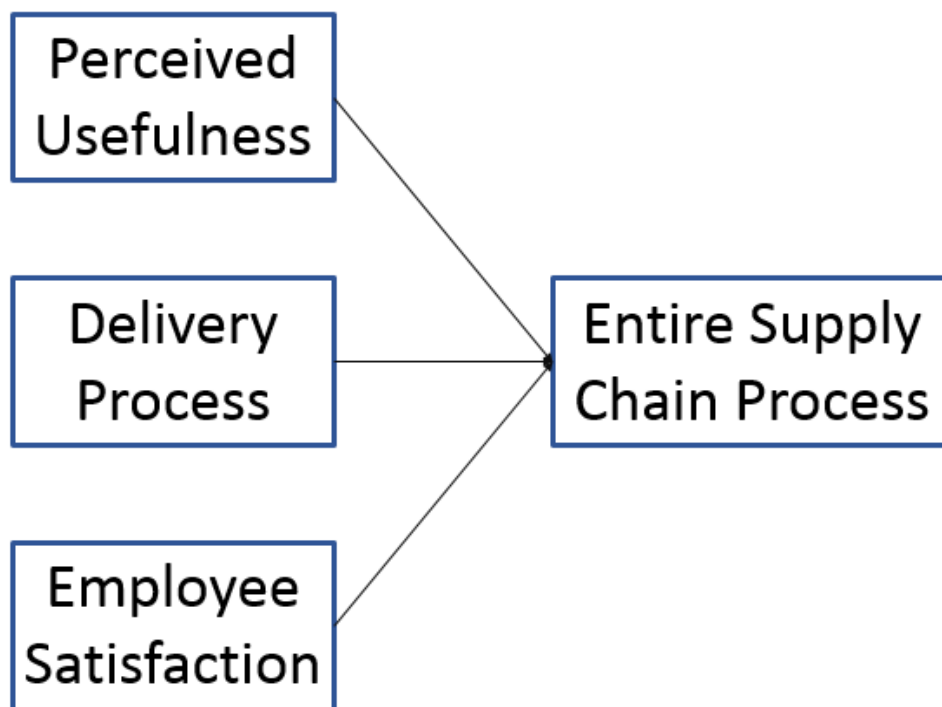 Perceived
Usefulness
Delivery
Process
Entire Supply
Chain Process
Employee
Satisfaction